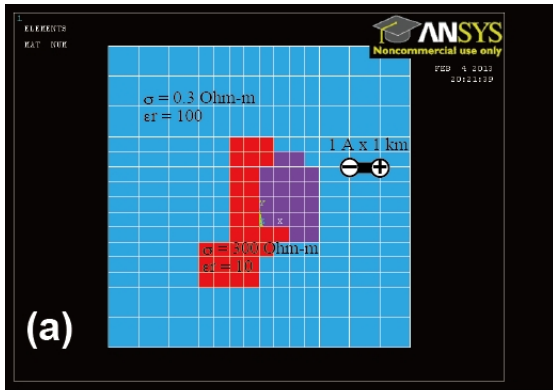 1
ELEMENTS
MAT NUM
ANSYS
Noncommercial use only
FEB 4 2013
20:21:39
σ = 0.3 Ohm-m
εr = 100
1 A x 1 km
− +
Y
X
σ = 300 Ohm-m
εr = 10
(a)